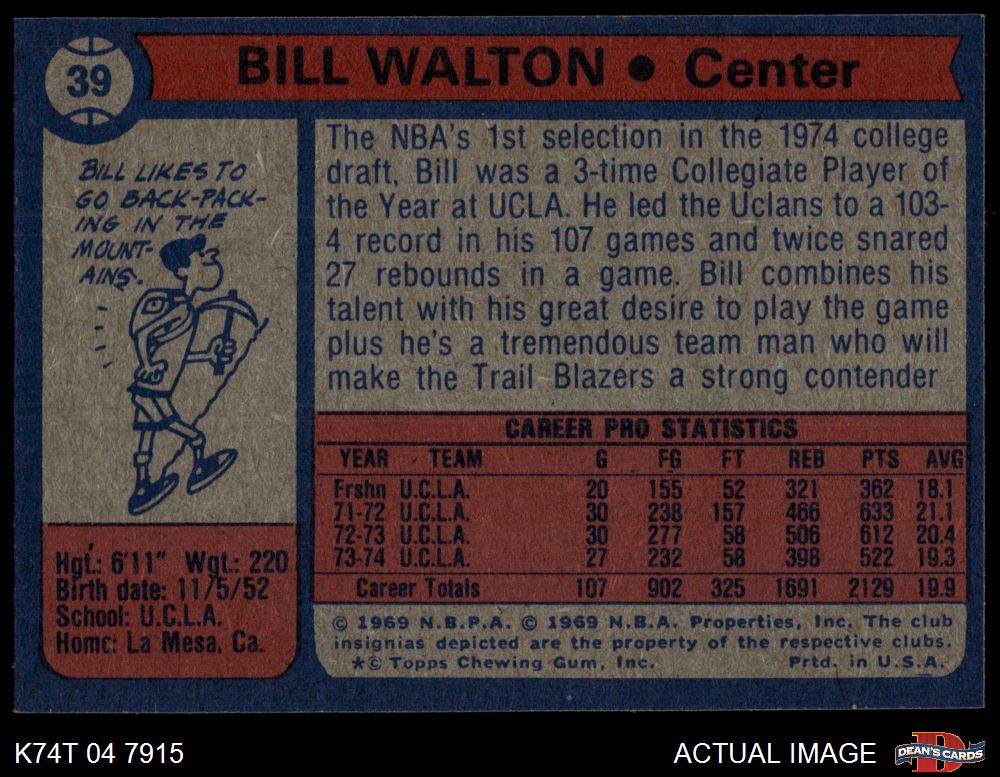 39
BILL WALTON • Center
BILL LIKES TO
GO BACK-PACK-
ING IN THE
MOUNT-
AINS.
The NBA's 1st selection in the 1974 college
draft, Bill was a 3-time Collegiate Player of
the Year at UCLA. He led the Uclans to a 103-
4 record in his 107 games and twice snared
27 rebounds in a game. Bill combines his
talent with his great desire to play the game
plus he's a tremendous team man who will
make the Trail Blazers a strong contender
CAREER PRO STATISTICS
YEAR TEAM G FG FT REB PTS AVG
Frshn U.C.L.A. 20 155 52 321 362 18.1
71-72 U.C.L.A. 30 238 157 466 633 21.1
72-73 U.C.L.A. 30 277 58 506 612 20.4
73-74 U.C.L.A. 27 232 58 398 522 19.3
Career Totals 107 902 325 1691 2129 19.9
Hgt.: 6'11" Wgt.: 220
Birth date: 11/5/52
School: U.C.L.A.
Home: La Mesa, Ca.
© 1969 N.B.P.A. © 1969 N.B.A. Properties, Inc. The club
insignias depicted are the property of the respective clubs.
*© Topps Chewing Gum, Inc. Prtd. in U.S.A.
K74T 04 7915
ACTUAL IMAGE
D
DEAN'S CARDS